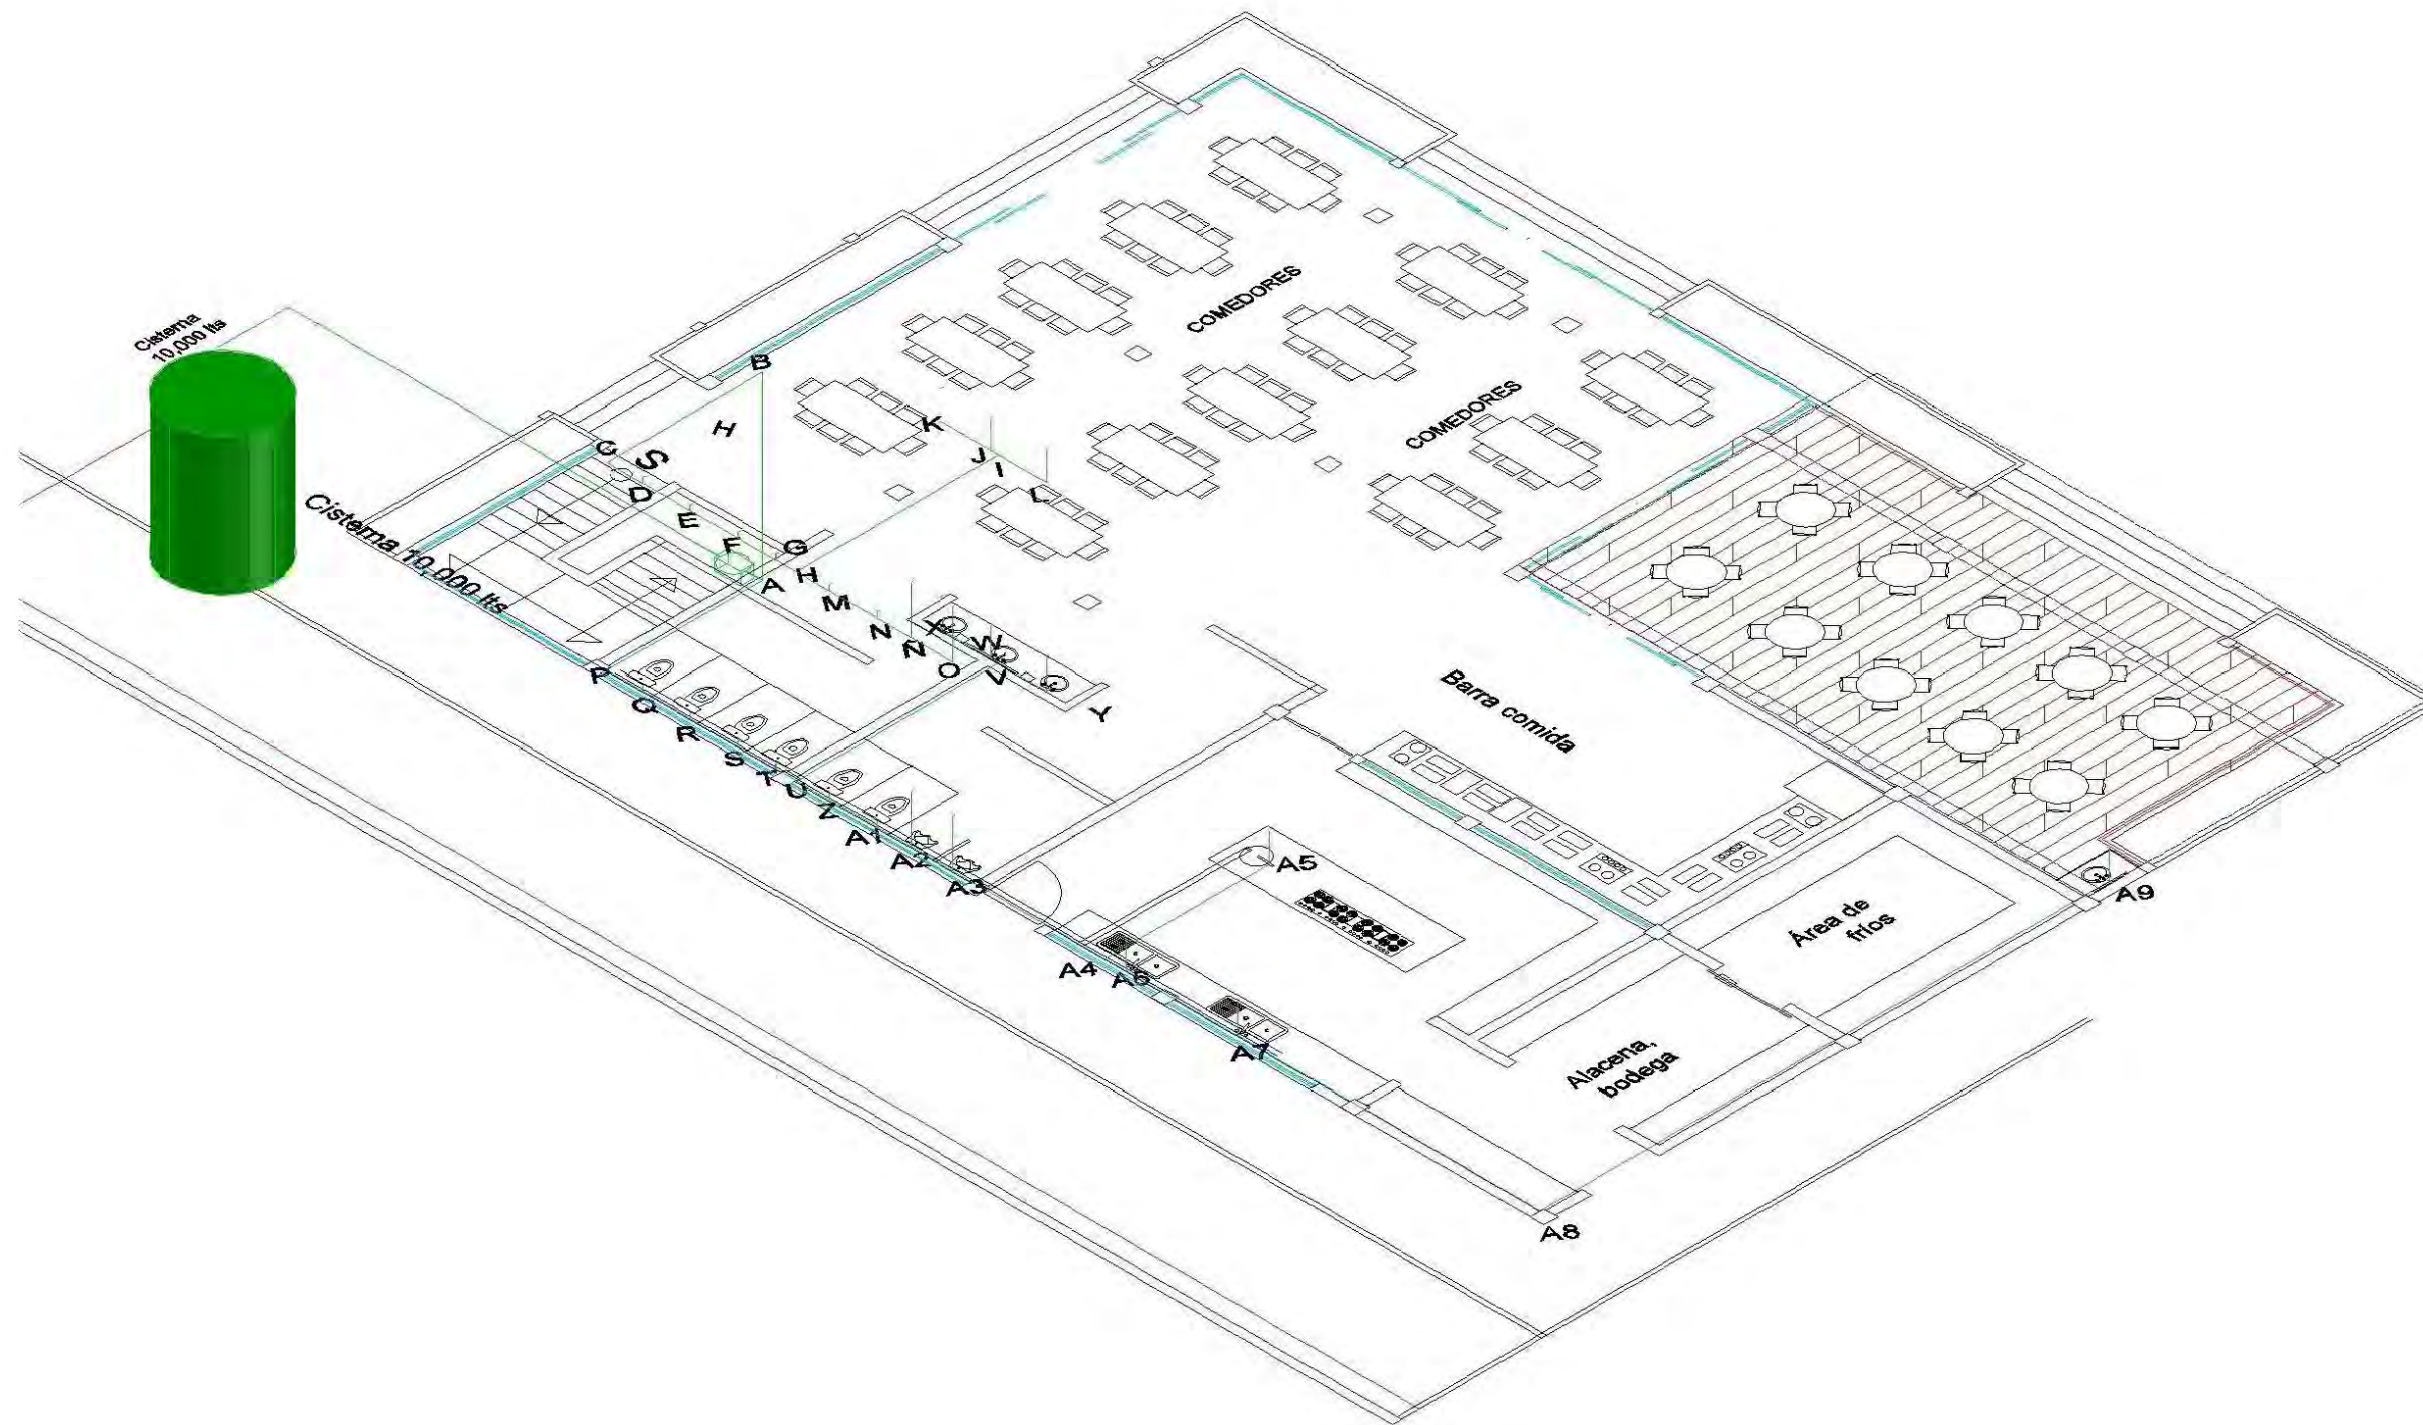 COMEDORES
Cisterna
10,000 lts
B
COMEDORES
K
H
C
S
J
I
L
D
Cisterna 10,000 lts
E
F
G
H
A
M
N
Ñ
X
W
O
V
P
Q
Y
Barra comida
R
S
T
U
Z
A1
A2
A3
A5
A9
Área de
fríos
A4
A6
A7
Alacena,
bodega
A8